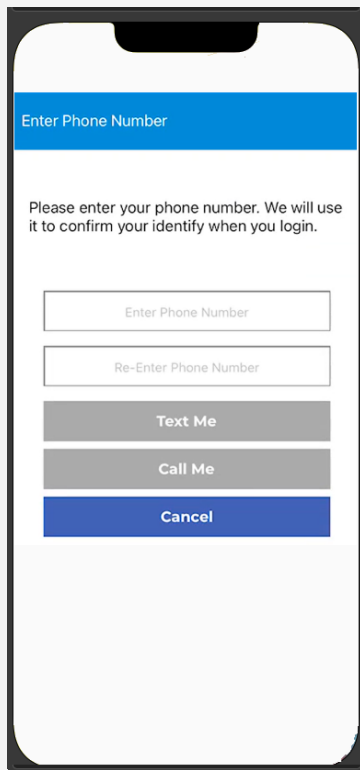 Enter Phone Number
Please enter your phone number. We will use
it to confirm your identify when you login.
Enter Phone Number
Re-Enter Phone Number
Text Me
Call Me
Cancel